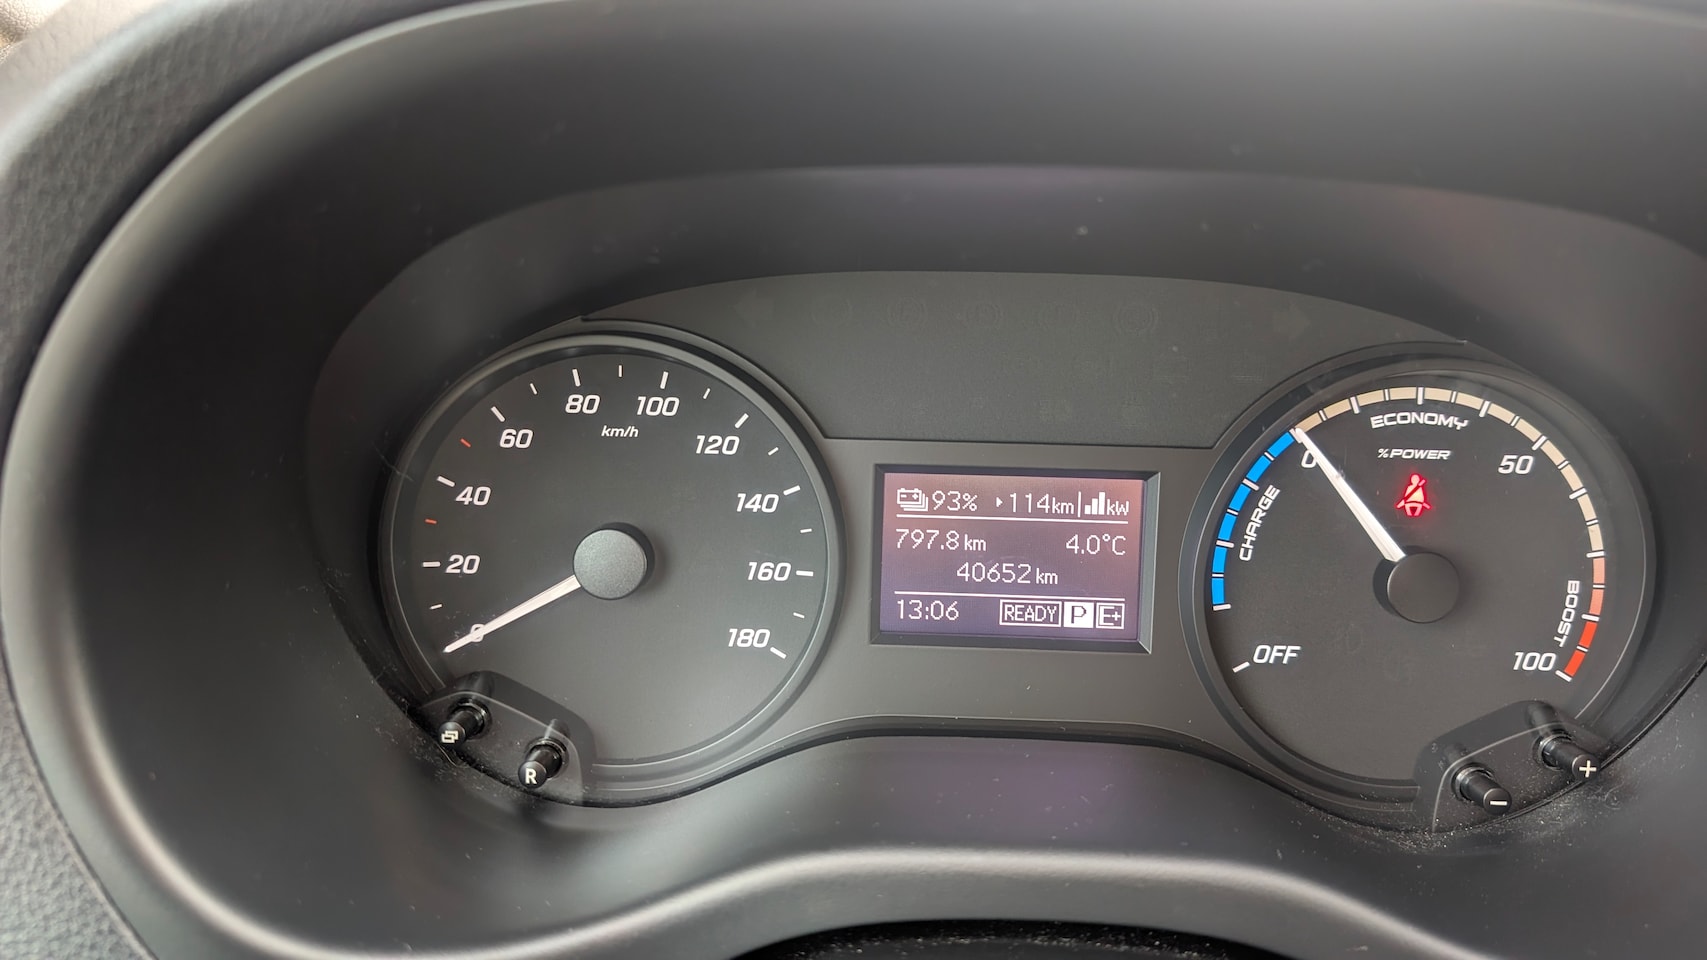 80 100
km/h
60 120
40 140
20 160
0 180
R
93% 114km kW
797.8 km 4.0°C
40652 km
13:06 READY P E+
ECONOMY
%POWER
0 50
CHARGE
BOOST
OFF 100
- +